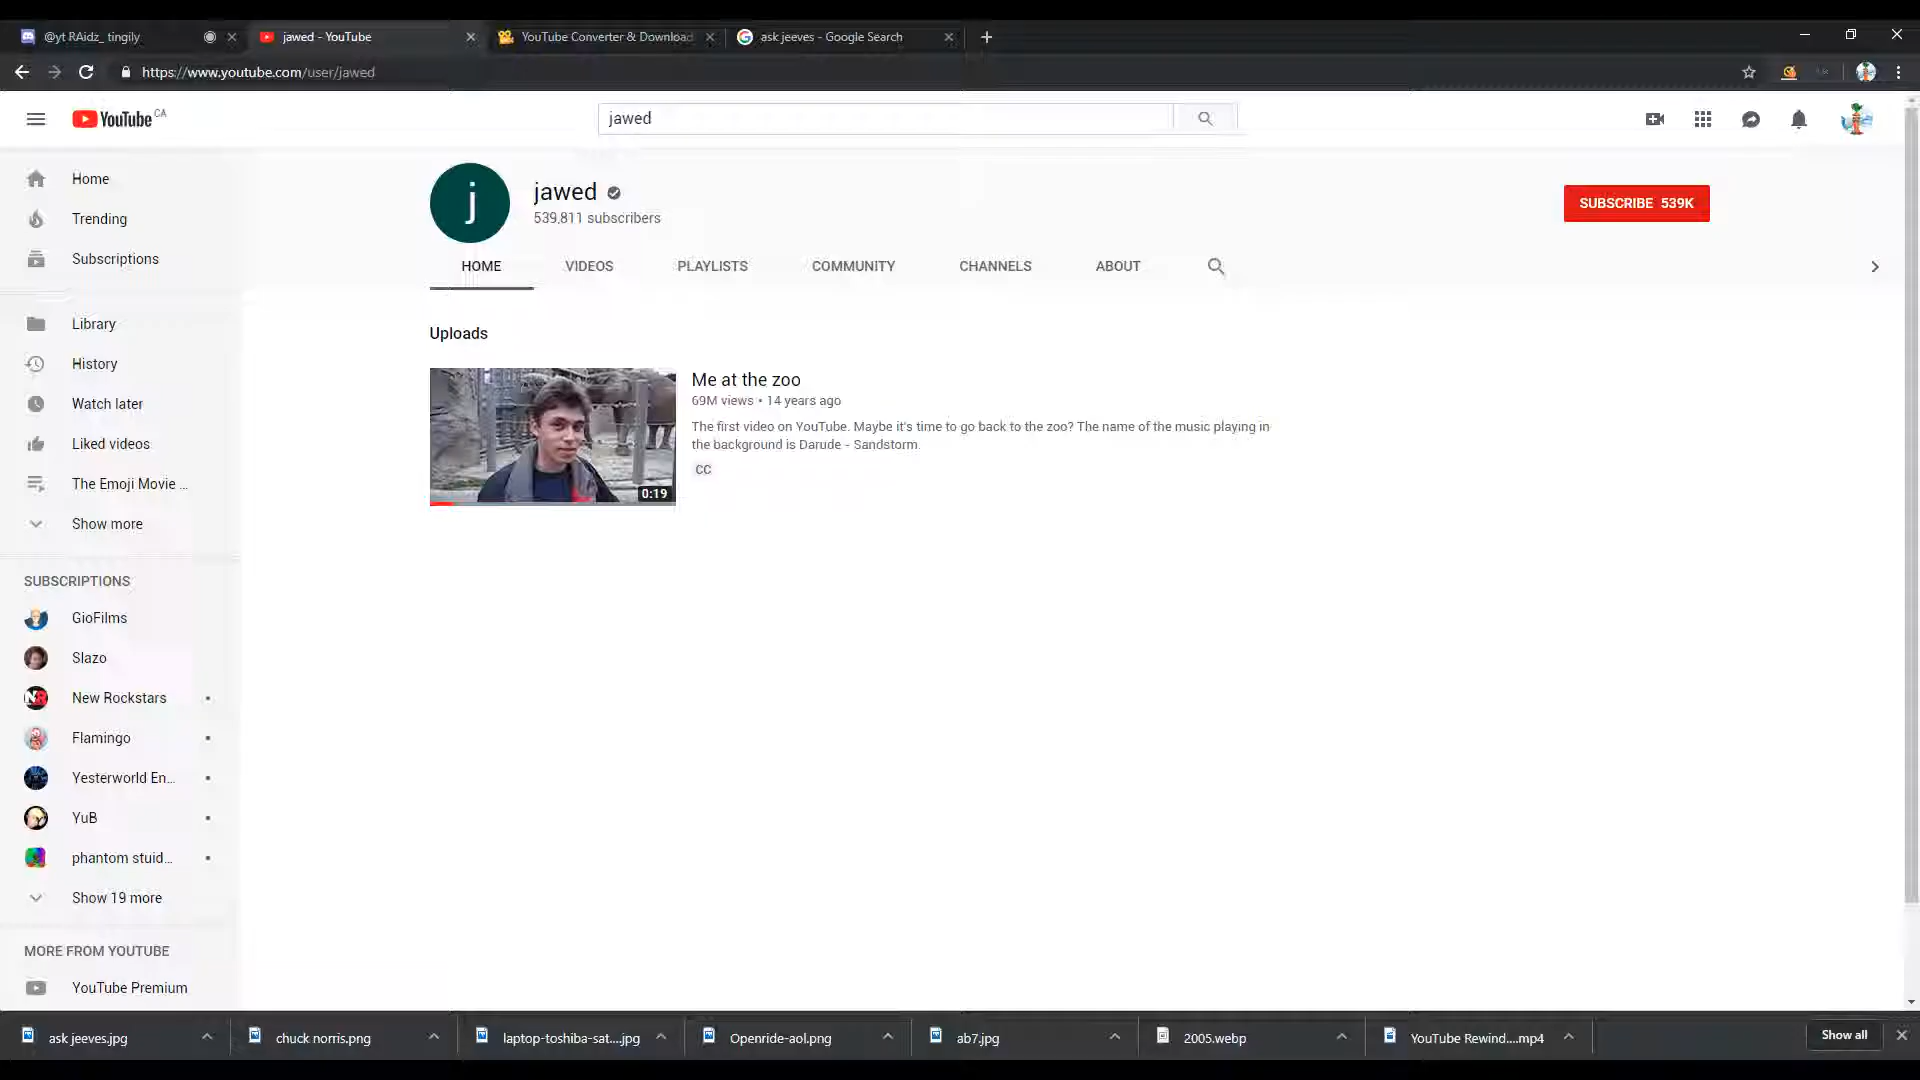 @yt RAidz_ tingily
jawed - YouTube
YouTube Converter & Download
ask jeeves - Google Search
https://www.youtube.com/user/jawed
YouTube CA
jawed
Home
Trending
Subscriptions
Library
History
Watch later
Liked videos
The Emoji Movie ...
Show more
SUBSCRIPTIONS
GioFilms
Slazo
New Rockstars
Flamingo
Yesterworld En...
YuB
phantom stuid...
Show 19 more
MORE FROM YOUTUBE
YouTube Premium
j
jawed
539,811 subscribers
SUBSCRIBE 539K
HOME
VIDEOS
PLAYLISTS
COMMUNITY
CHANNELS
ABOUT
Uploads
0:19
Me at the zoo
69M views • 14 years ago
The first video on YouTube. Maybe it's time to go back to the zoo? The name of the music playing in
the background is Darude - Sandstorm.
CC
ask jeeves.jpg
chuck norris.png
laptop-toshiba-sat....jpg
Openride-aol.png
ab7.jpg
2005.webp
YouTube Rewind....mp4
Show all